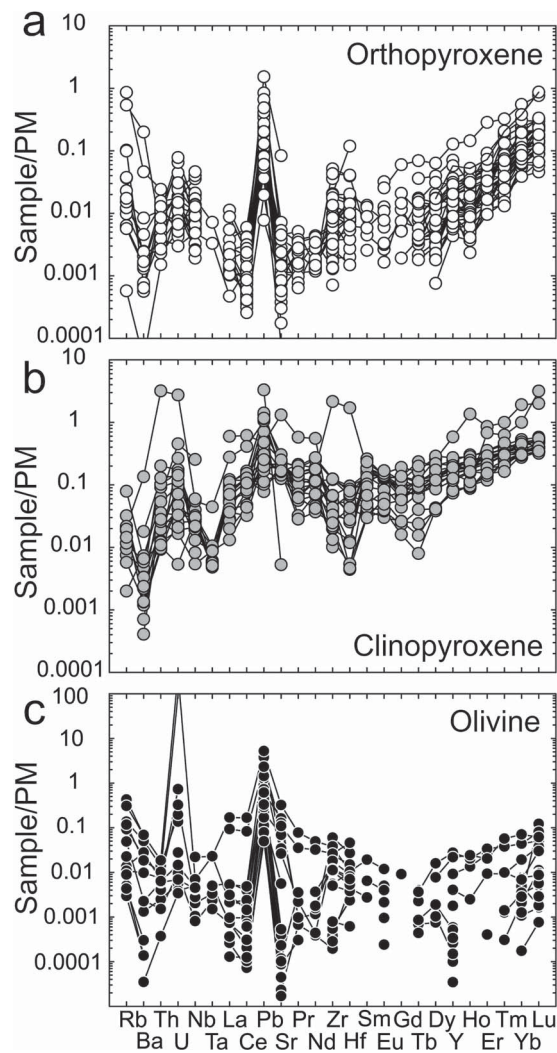 a
Orthopyroxene
10
1
0.1
0.01
0.001
0.0001
Sample/PM
b
Clinopyroxene
10
1
0.1
0.01
0.001
0.0001
Sample/PM
c
Olivine
100
10
1
0.1
0.01
0.001
0.0001
Sample/PM
Rb Th Nb La Pb Pr Zr Sm Gd Dy Ho Tm Lu
Ba U Ta Ce Sr Nd Hf Eu Tb Y Er Yb